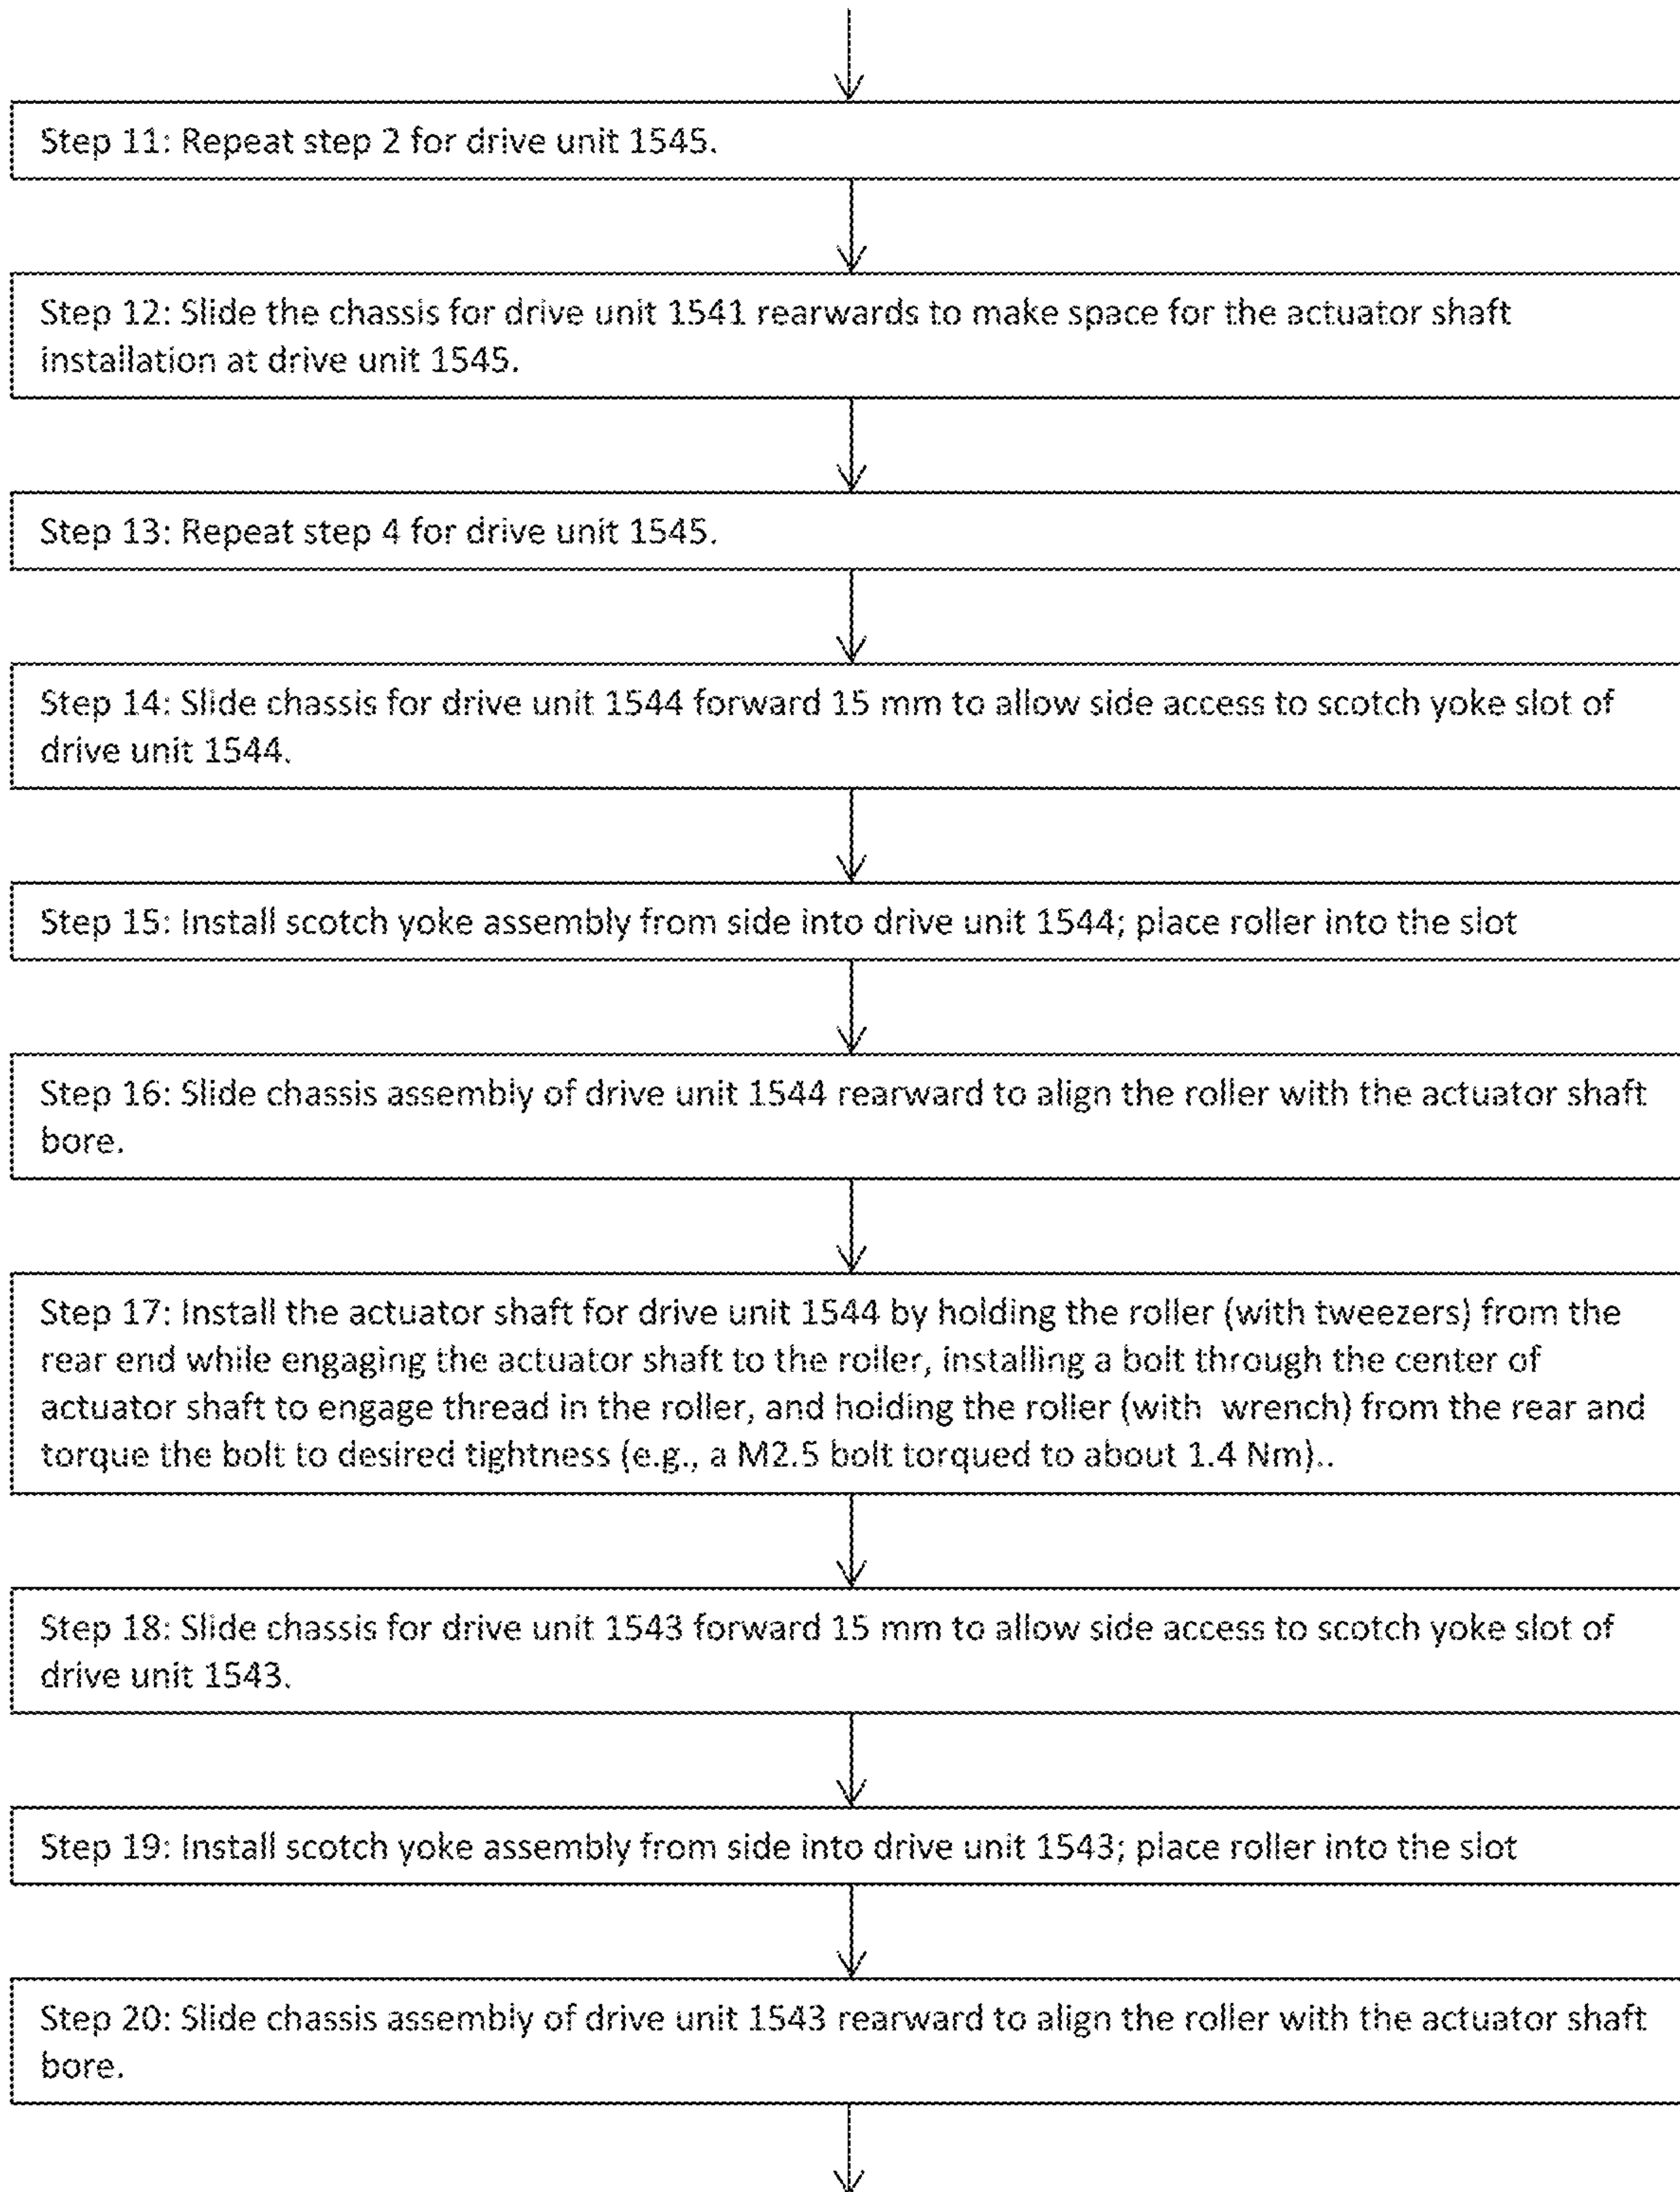 Step 11: Repeat step 2 for drive unit 1545.
Step 12: Slide the chassis for drive unit 1541 rearwards to make space for the actuator shaft
installation at drive unit 1545.
Step 13: Repeat step 4 for drive unit 1545.
Step 14: Slide chassis for drive unit 1544 forward 15 mm to allow side access to scotch yoke slot of
drive unit 1544.
Step 15: Install scotch yoke assembly from side into drive unit 1544; place roller into the slot
Step 16: Slide chassis assembly of drive unit 1544 rearward to align the roller with the actuator shaft
bore.
Step 17: Install the actuator shaft for drive unit 1544 by holding the roller (with tweezers) from the
rear end while engaging the actuator shaft to the roller, installing a bolt through the center of
actuator shaft to engage thread in the roller, and holding the roller (with  wrench) from the rear and
torque the bolt to desired tightness (e.g., a M2.5 bolt torqued to about 1.4 Nm)..
Step 18: Slide chassis for drive unit 1543 forward 15 mm to allow side access to scotch yoke slot of
drive unit 1543.
Step 19: Install scotch yoke assembly from side into drive unit 1543; place roller into the slot
Step 20: Slide chassis assembly of drive unit 1543 rearward to align the roller with the actuator shaft
bore.